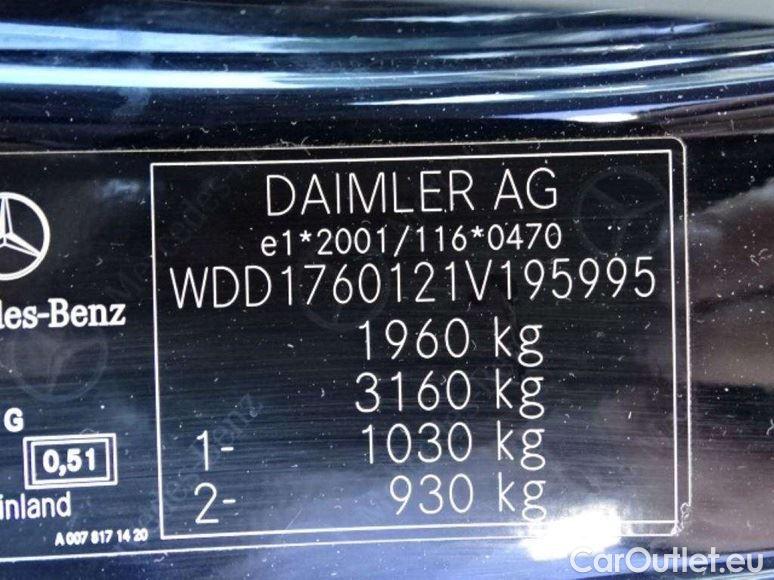 DAIMLER AG
e1*2001/116*0470
WDD1760121V195995
1960 kg
3160 kg
1- 1030 kg
2- 930 kg
des-Benz
G
0,51
inland
A 007 817 14 20
CarOutlet.eu